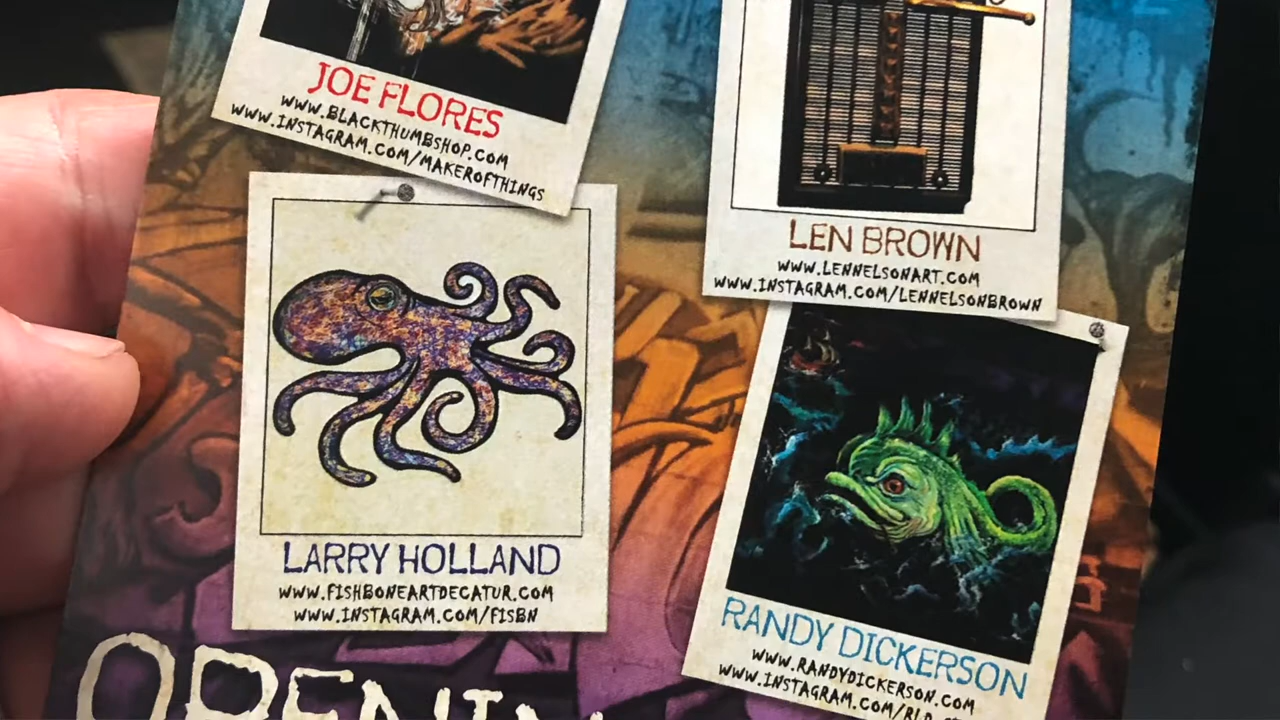 JOE FLORES
WWW.BLACKTHUMBSHOP.COM
WWW.INSTAGRAM.COM/MAKEROFTHINGS
LEN BROWN
WWW.LENNELSONART.COM
WWW.INSTAGRAM.COM/LENNELSONBROWN
LARRY HOLLAND
WWW.FISHBONEARTDECATUR.COM
WWW.INSTAGRAM.COM/FISBN
RANDY DICKERSON
WWW.RANDYDICKERSON.COM
WWW.INSTAGRAM.COM/
OPENIN